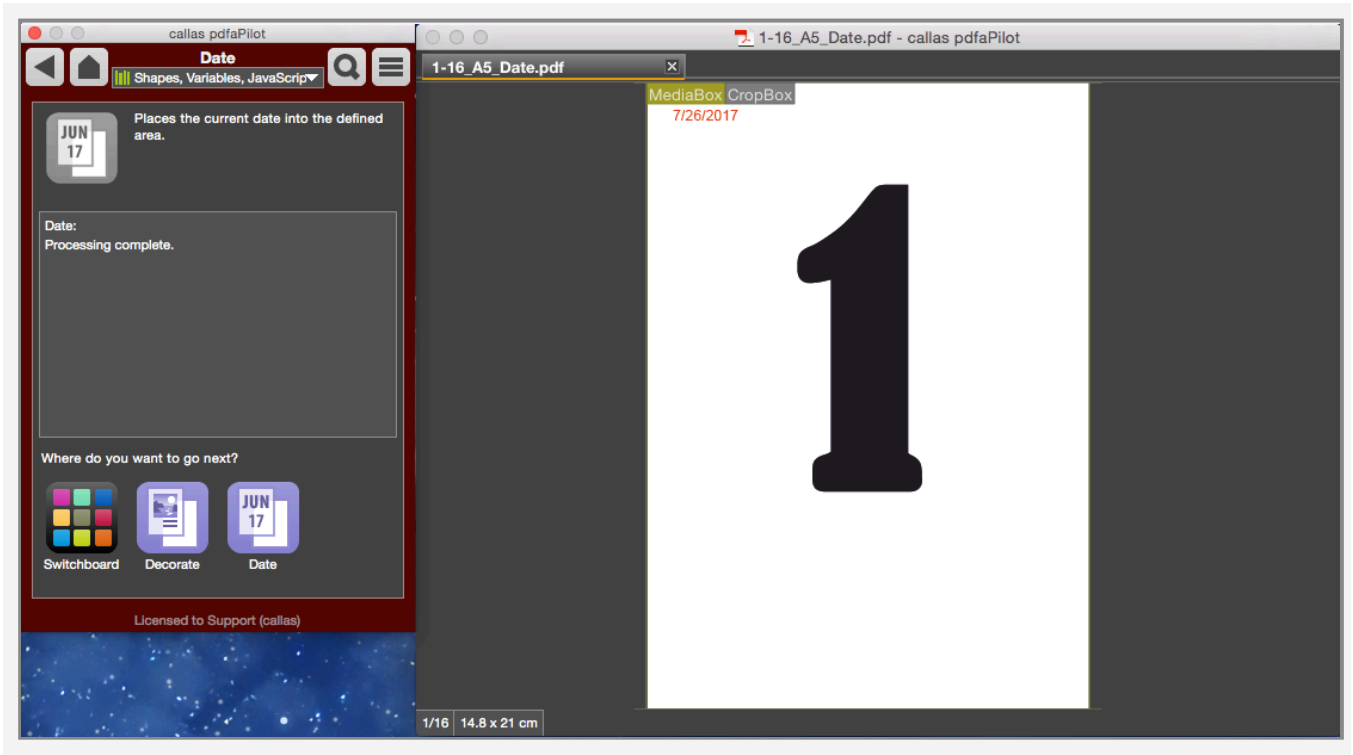 callas pdfaPilot
Date
Shapes, Variables, JavaScrip
JUN
17
Places the current date into the defined
area.
Date:
Processing complete.
Where do you want to go next?
JUN
17
Switchboard
Decorate
Date
Licensed to Support (callas)
1-16_A5_Date.pdf - callas pdfaPilot
1-16_A5_Date.pdf
MediaBox CropBox
7/26/2017
1
1/16 14.8 x 21 cm